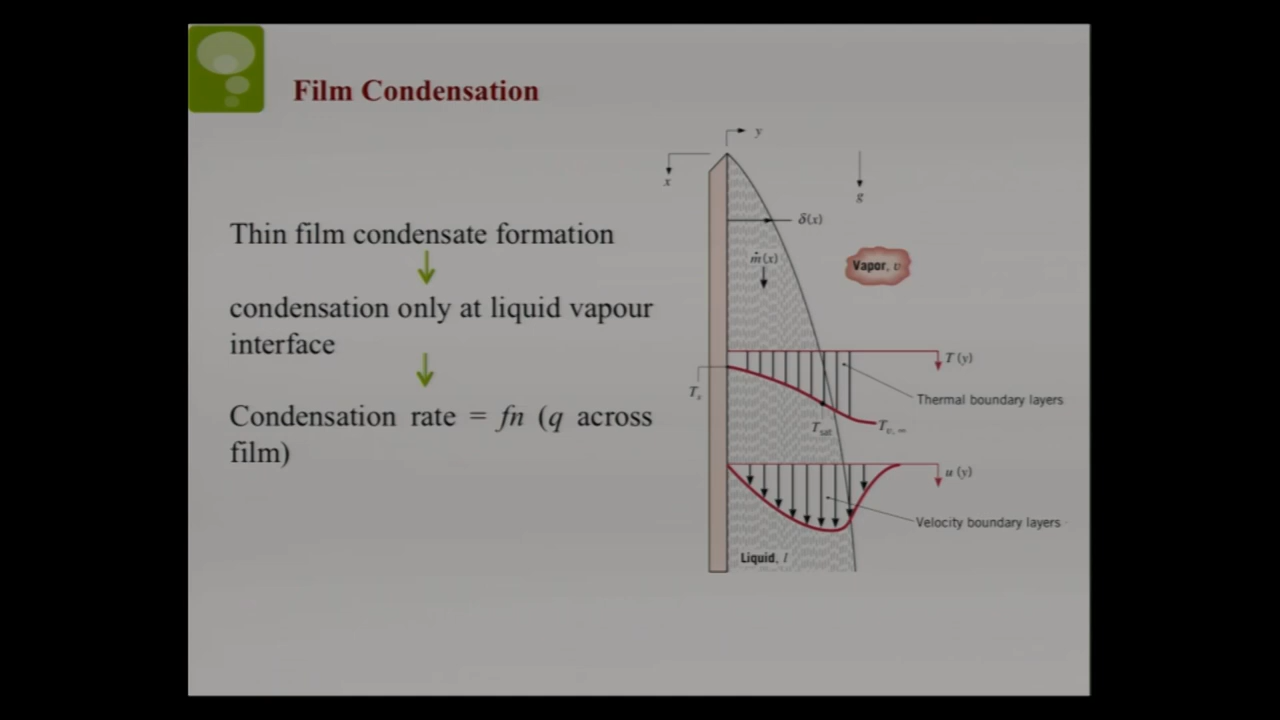 Film Condensation
y
x
g
δ(x)
Thin film condensate formation
ṁ(x)
Vapor, υ
condensation only at liquid vapour
interface
T (y)
Ts
Thermal boundary layers
Condensation rate = fn (q across
film)
Tsat
Tv, ∞
u (y)
Velocity boundary layers
Liquid, l